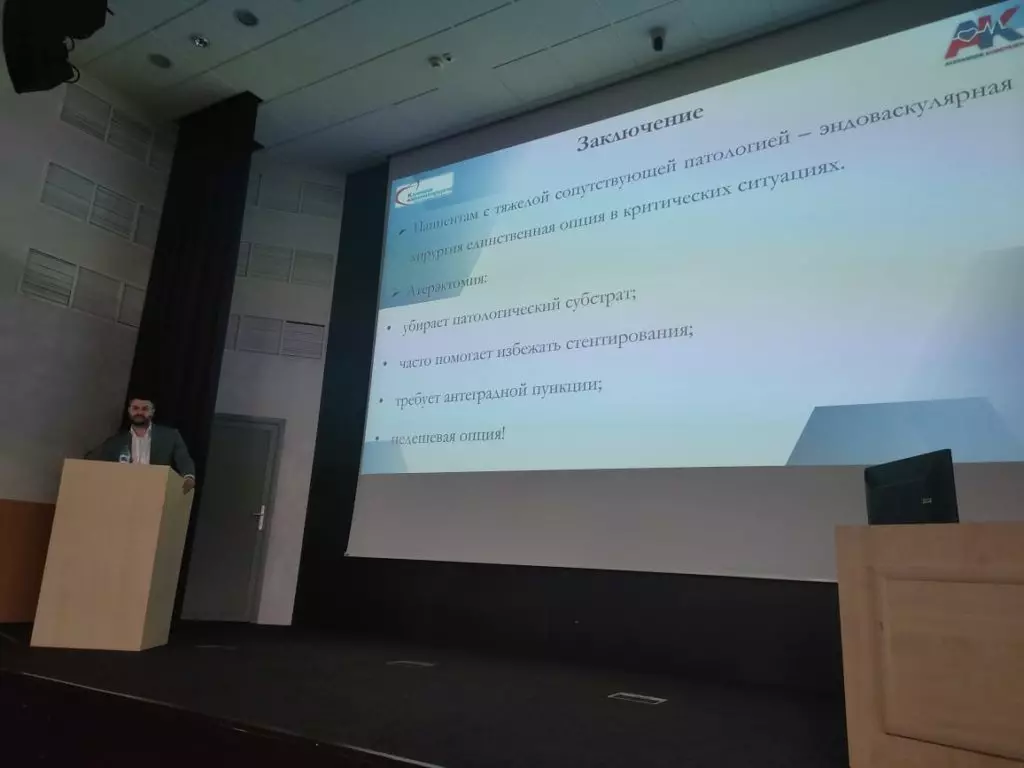 АК
Заключение
Пациентам с тяжелой сопутствующей патологией – эндоваскулярная
хирургия единственная опция в критических ситуациях.
Атерэктомия:
• убирает патологический субстрат;
• часто помогает избежать стентирования;
• требует антеградной пункции;
• недешевая опция!